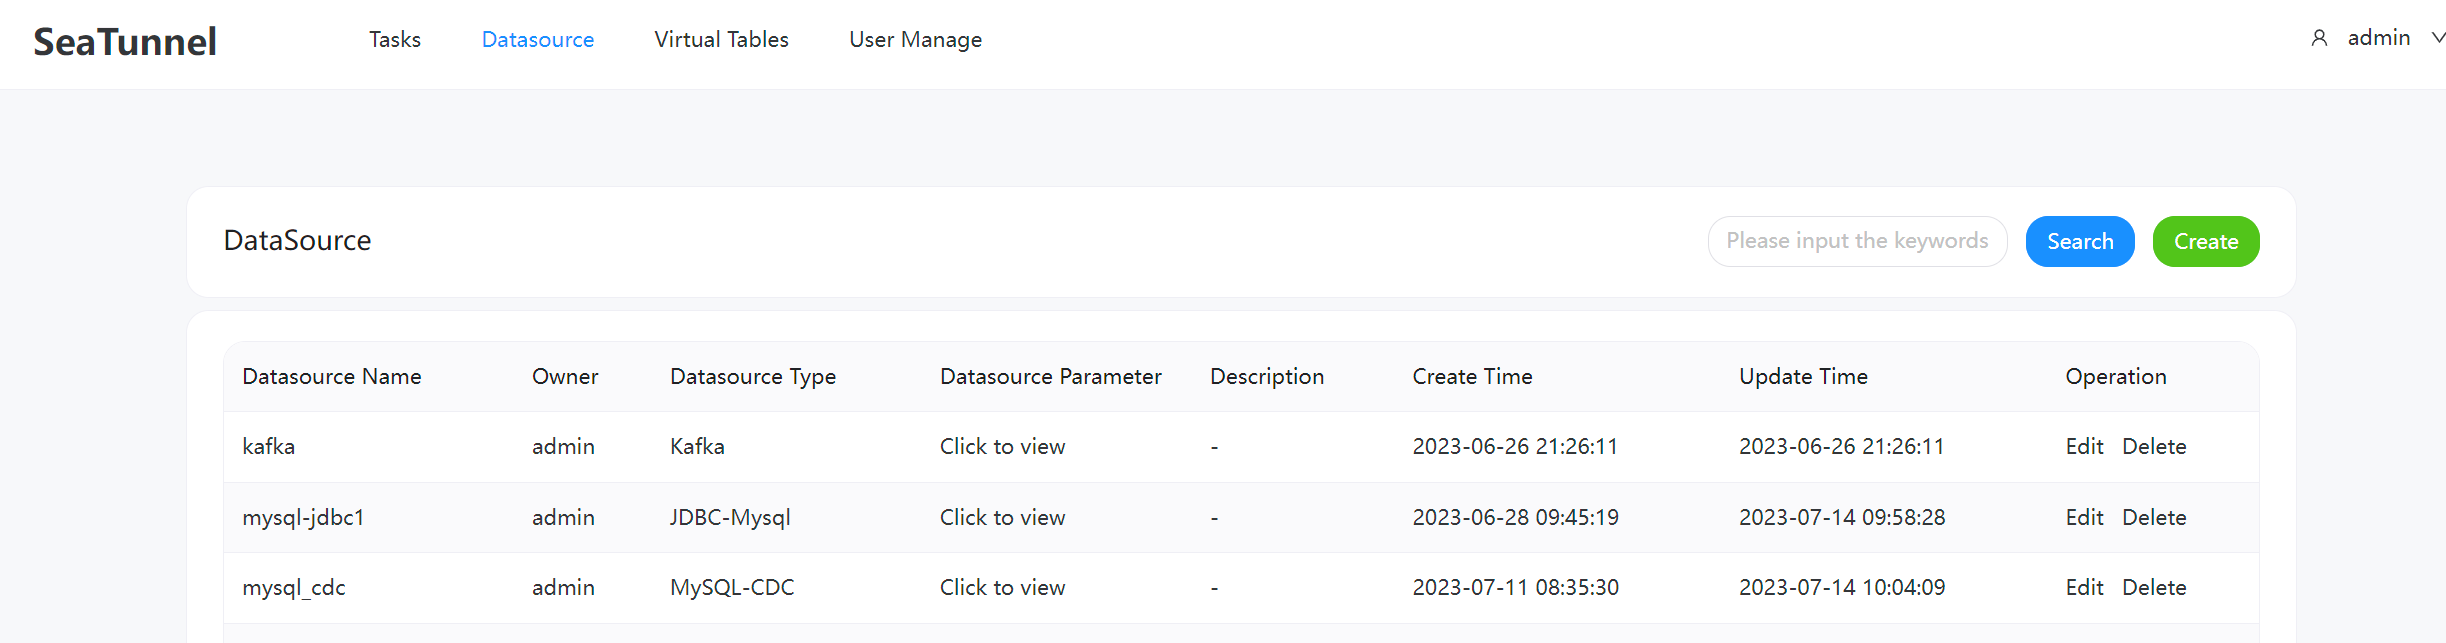 SeaTunnel Tasks Datasource Virtual Tables User Manage admin
DataSource Please input the keywords Search Create
Datasource Name Owner Datasource Type Datasource Parameter Description Create Time Update Time Operation
kafka admin Kafka Click to view - 2023-06-26 21:26:11 2023-06-26 21:26:11 Edit Delete
mysql-jdbc1 admin JDBC-Mysql Click to view - 2023-06-28 09:45:19 2023-07-14 09:58:28 Edit Delete
mysql_cdc admin MySQL-CDC Click to view - 2023-07-11 08:35:30 2023-07-14 10:04:09 Edit Delete